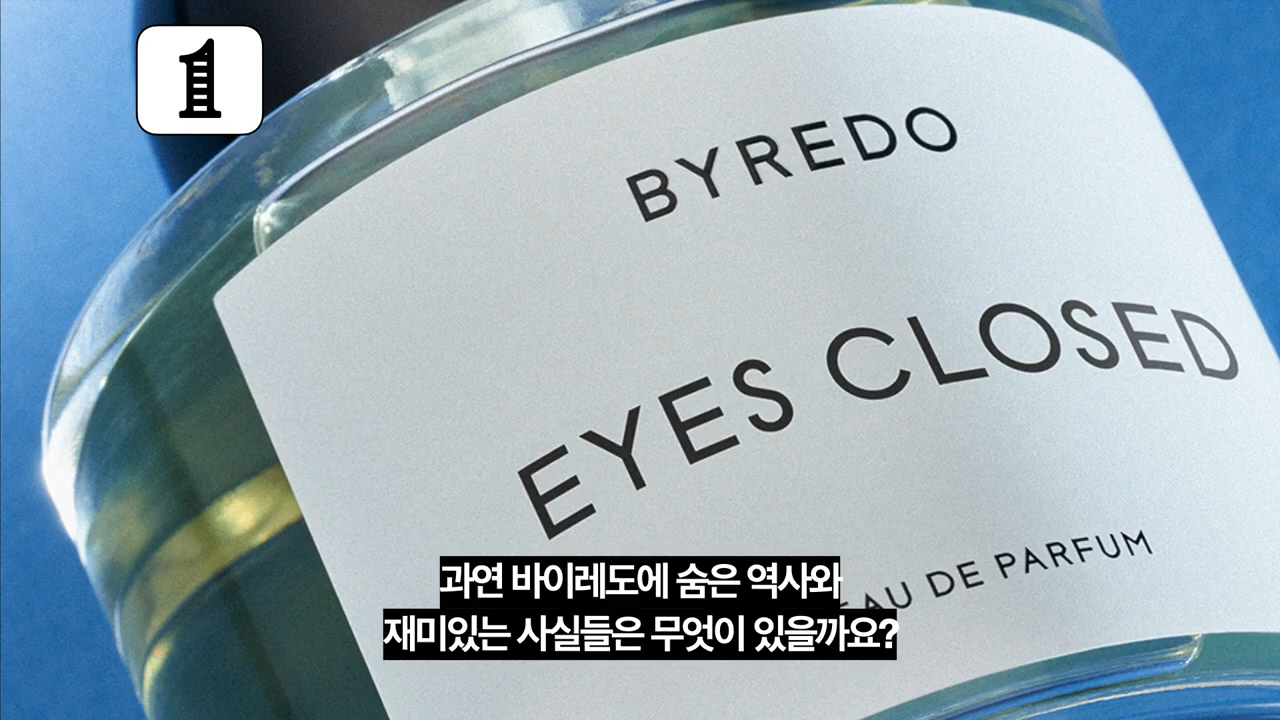 1
BYREDO
EYES CLOSED
EAU DE PARFUM
과연 바이레도에 숨은 역사와
재미있는 사실들은 무엇이 있을까요?